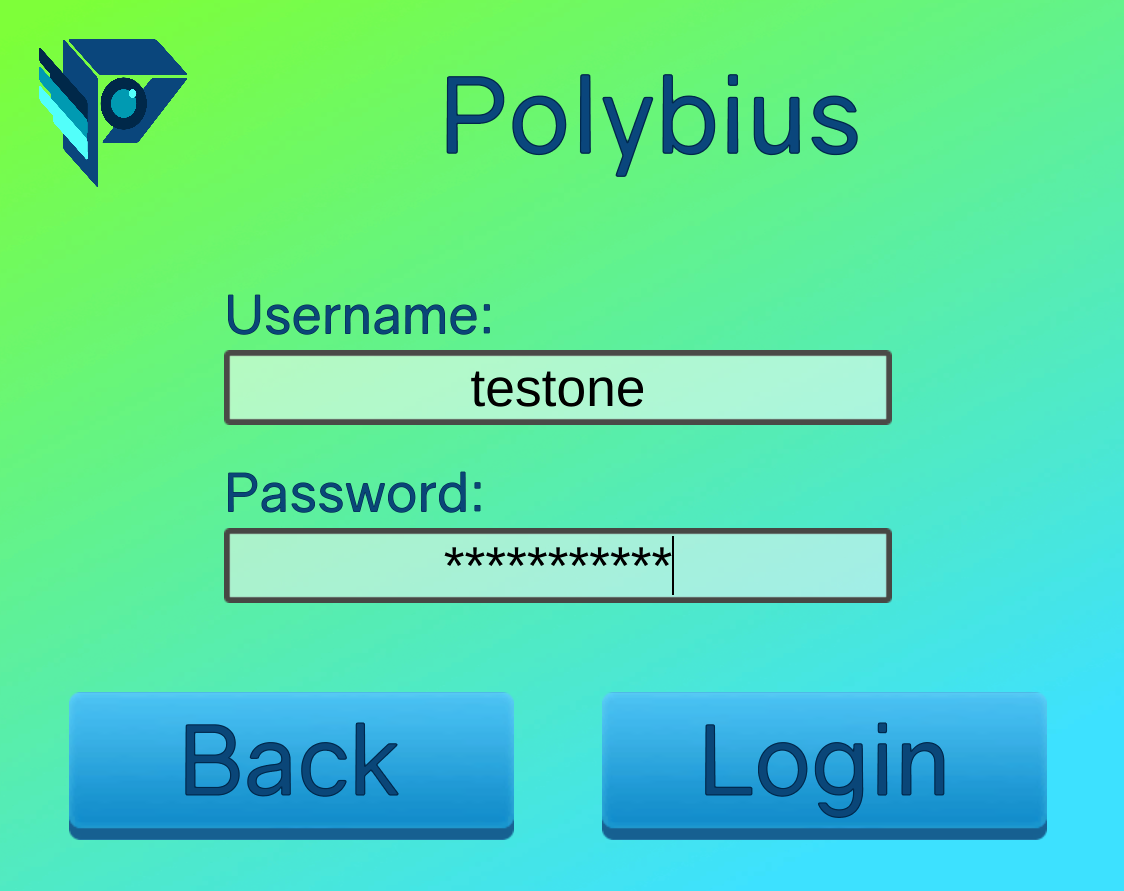 Polybius
Username:
testone
Password:
***********
Back Login